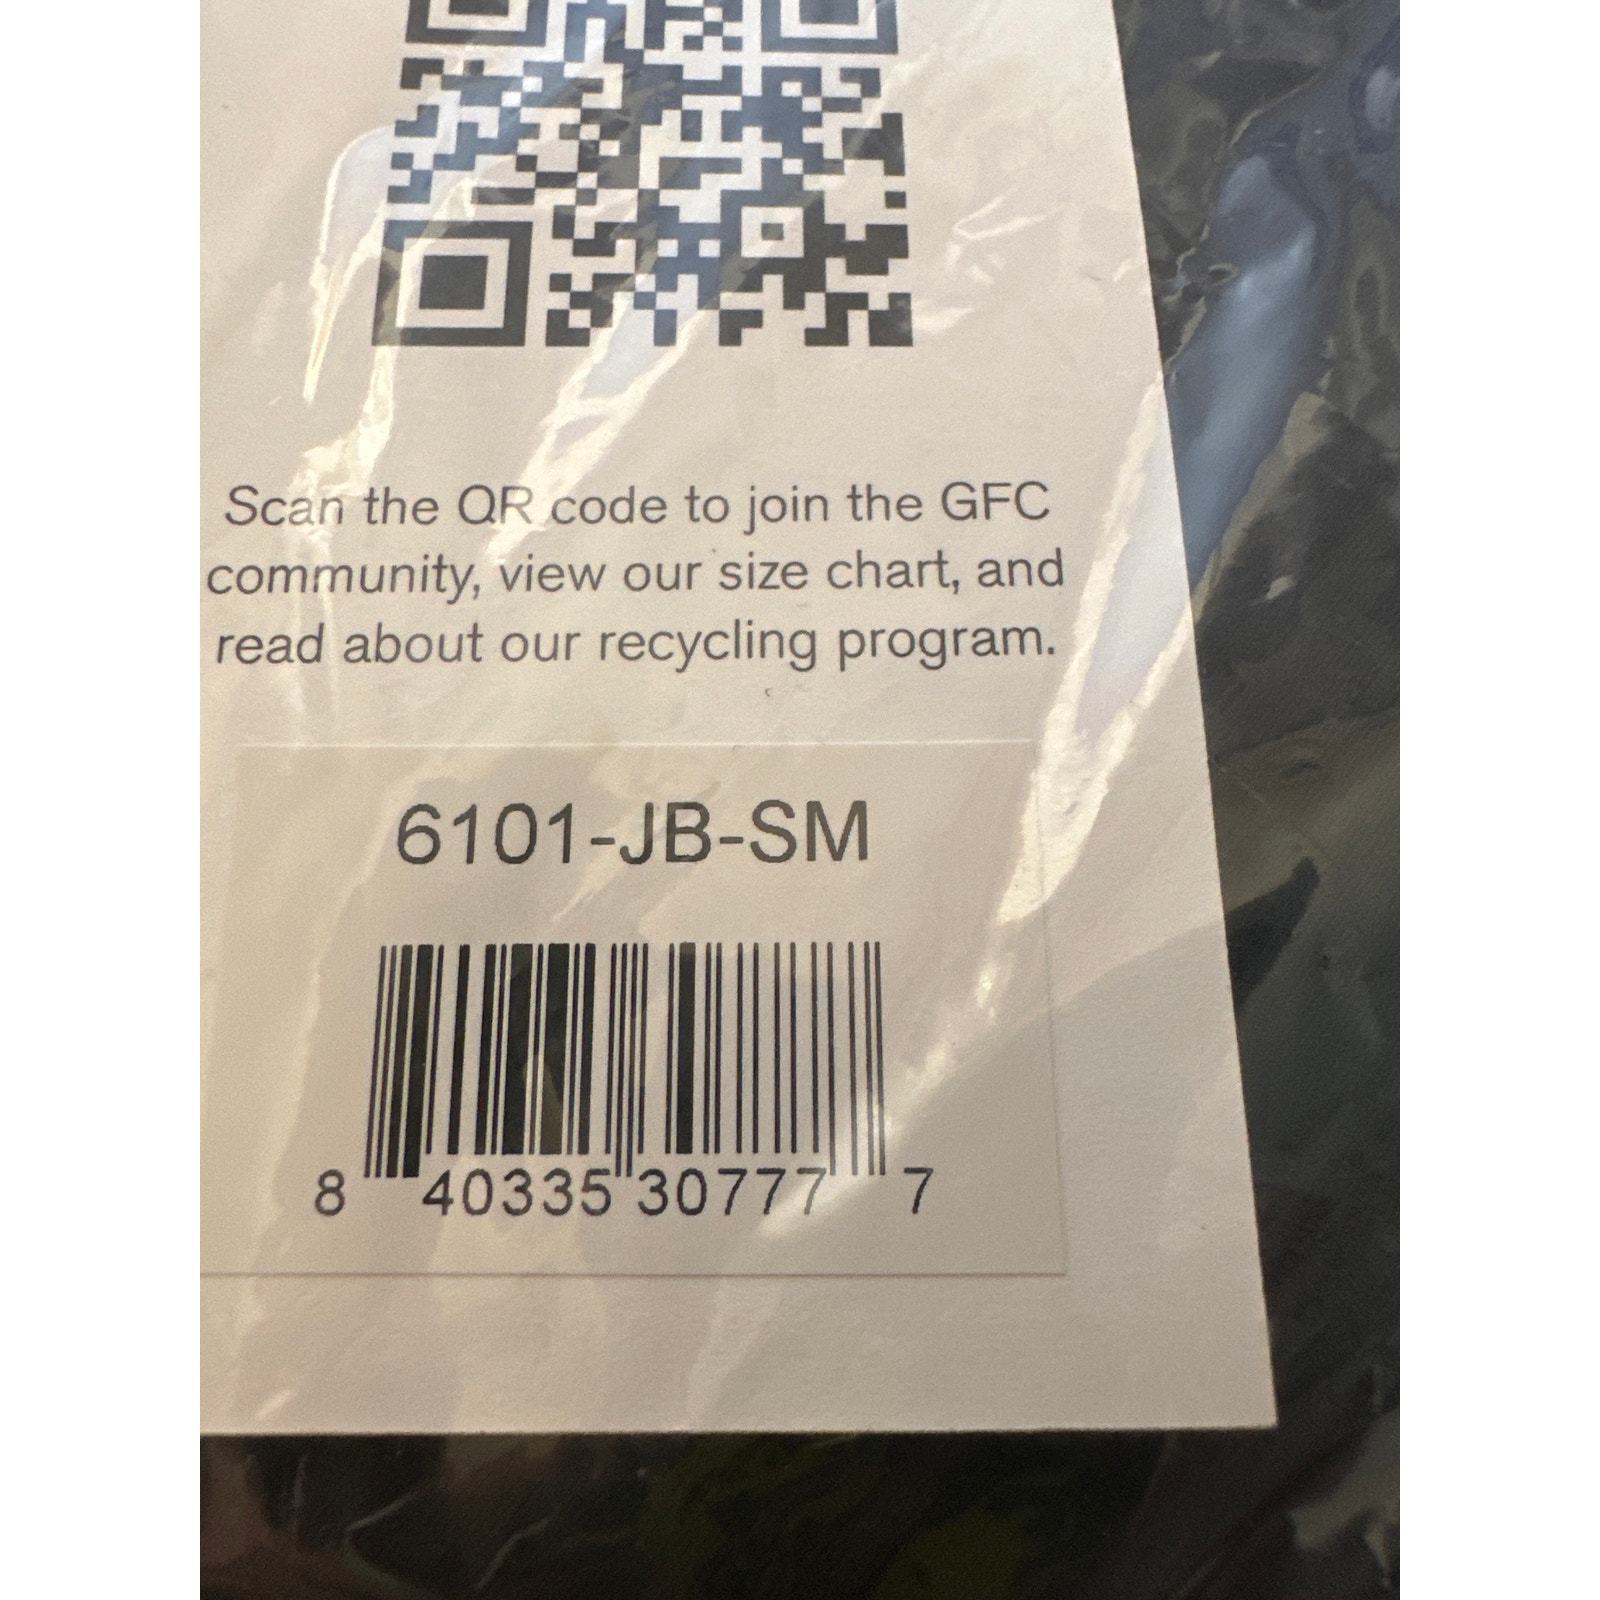 Scan the QR code to join the GFC
community, view our size chart, and
read about our recycling program.
6101-JB-SM
8 40335 30777 7